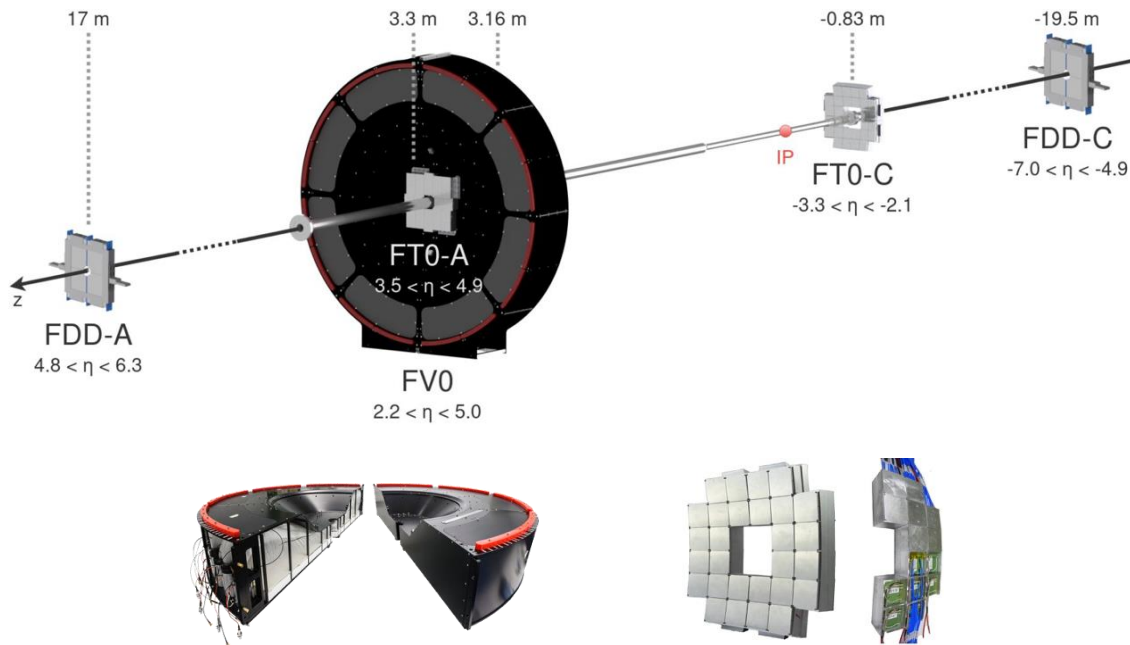 17 m
3.3 m
3.16 m
-0.83 m
-19.5 m
IP
FDD-C
-7.0 < η < -4.9
FT0-C
-3.3 < η < -2.1
FT0-A
3.5 < η < 4.9
z
FDD-A
4.8 < η < 6.3
FV0
2.2 < η < 5.0